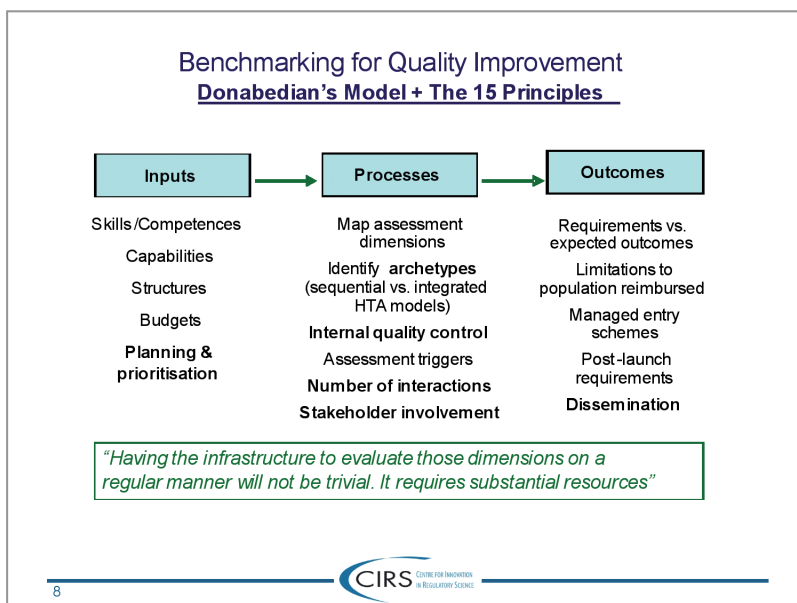 Benchmarking for Quality Improvement
Donabedian's Model + The 15 Principles
Inputs
Skills/Competences
Capabilities
Structures
Budgets
Planning &
prioritisation
Processes
Map assessment
dimensions
Identify archetypes
(sequential vs. integrated
HTA models)
Internal quality control
Assessment triggers
Number of interactions
Stakeholder involvement
Outcomes
Requirements vs.
expected outcomes
Limitations to
population reimbursed
Managed entry
schemes
Post-launch
requirements
Dissemination
“Having the infrastructure to evaluate those dimensions on a
regular manner will not be trivial. It requires substantial resources”
8
CIRS
CENTRE FOR INNOVATION
IN REGULATORY SCIENCE